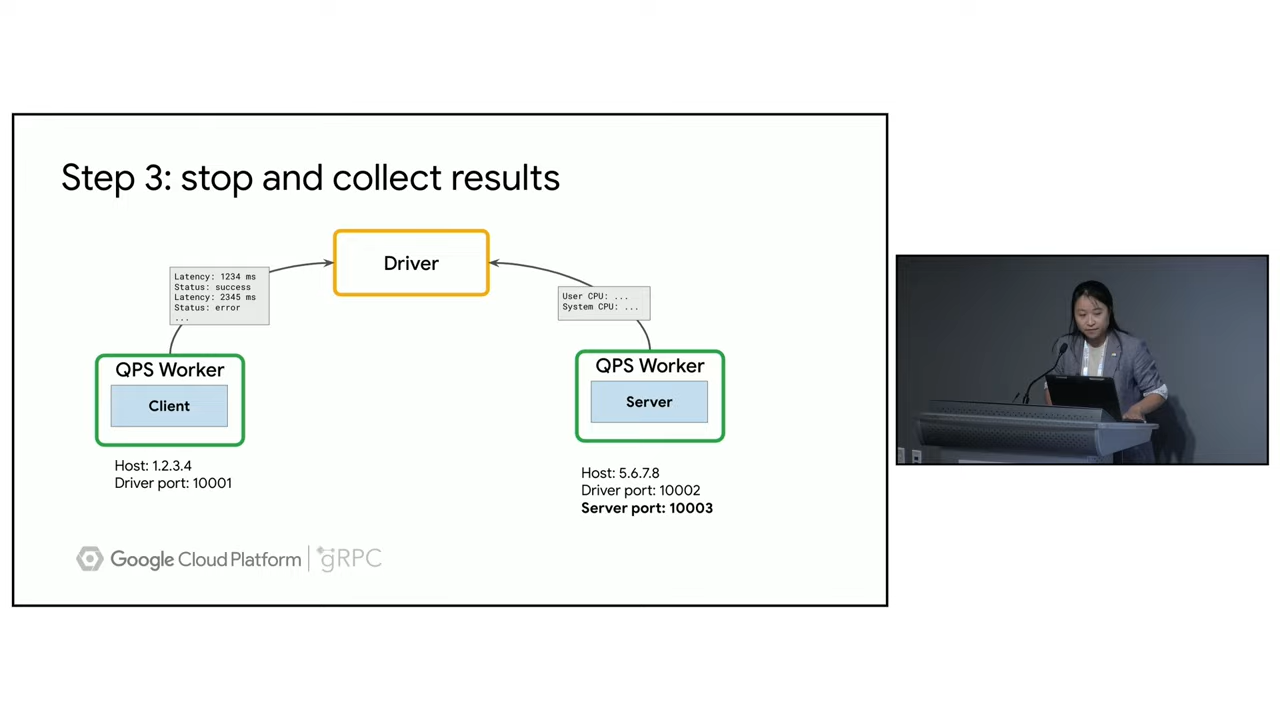 Step 3: stop and collect results
Driver
Latency: 1234 ms
Status: success
Latency: 2345 ms
Status: error
...
User CPU: ...
System CPU: ...
QPS Worker
Client
QPS Worker
Server
Host: 1.2.3.4
Driver port: 10001
Host: 5.6.7.8
Driver port: 10002
Server port: 10003
Google Cloud Platform
gRPC